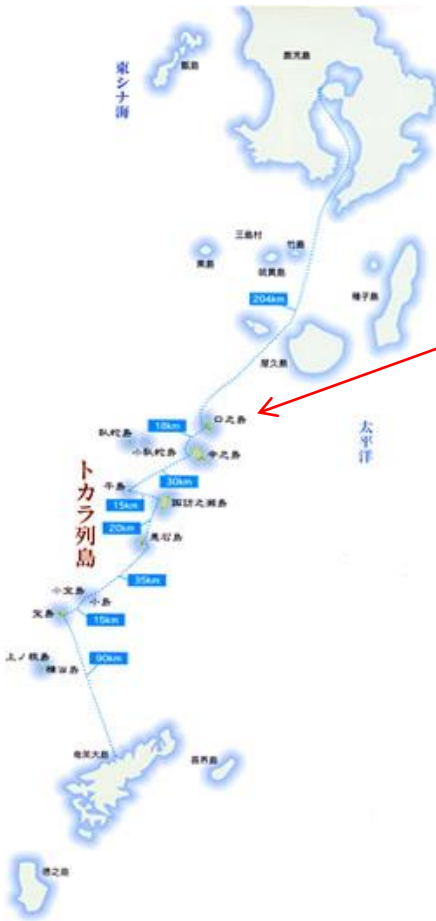 鹿児島
甑島
東シナ海
三島村
竹島
黒島
硫黄島
種子島
204km
屋久島
口之島
太平洋
18km
臥蛇島
小臥蛇島
中之島
30km
平島
15km
諏訪之瀬島
トカラ列島
20km
悪石島
35km
小宝島
小島
宝島
15km
上ノ根島
横当島
90km
奄美大島
喜界島
徳之島